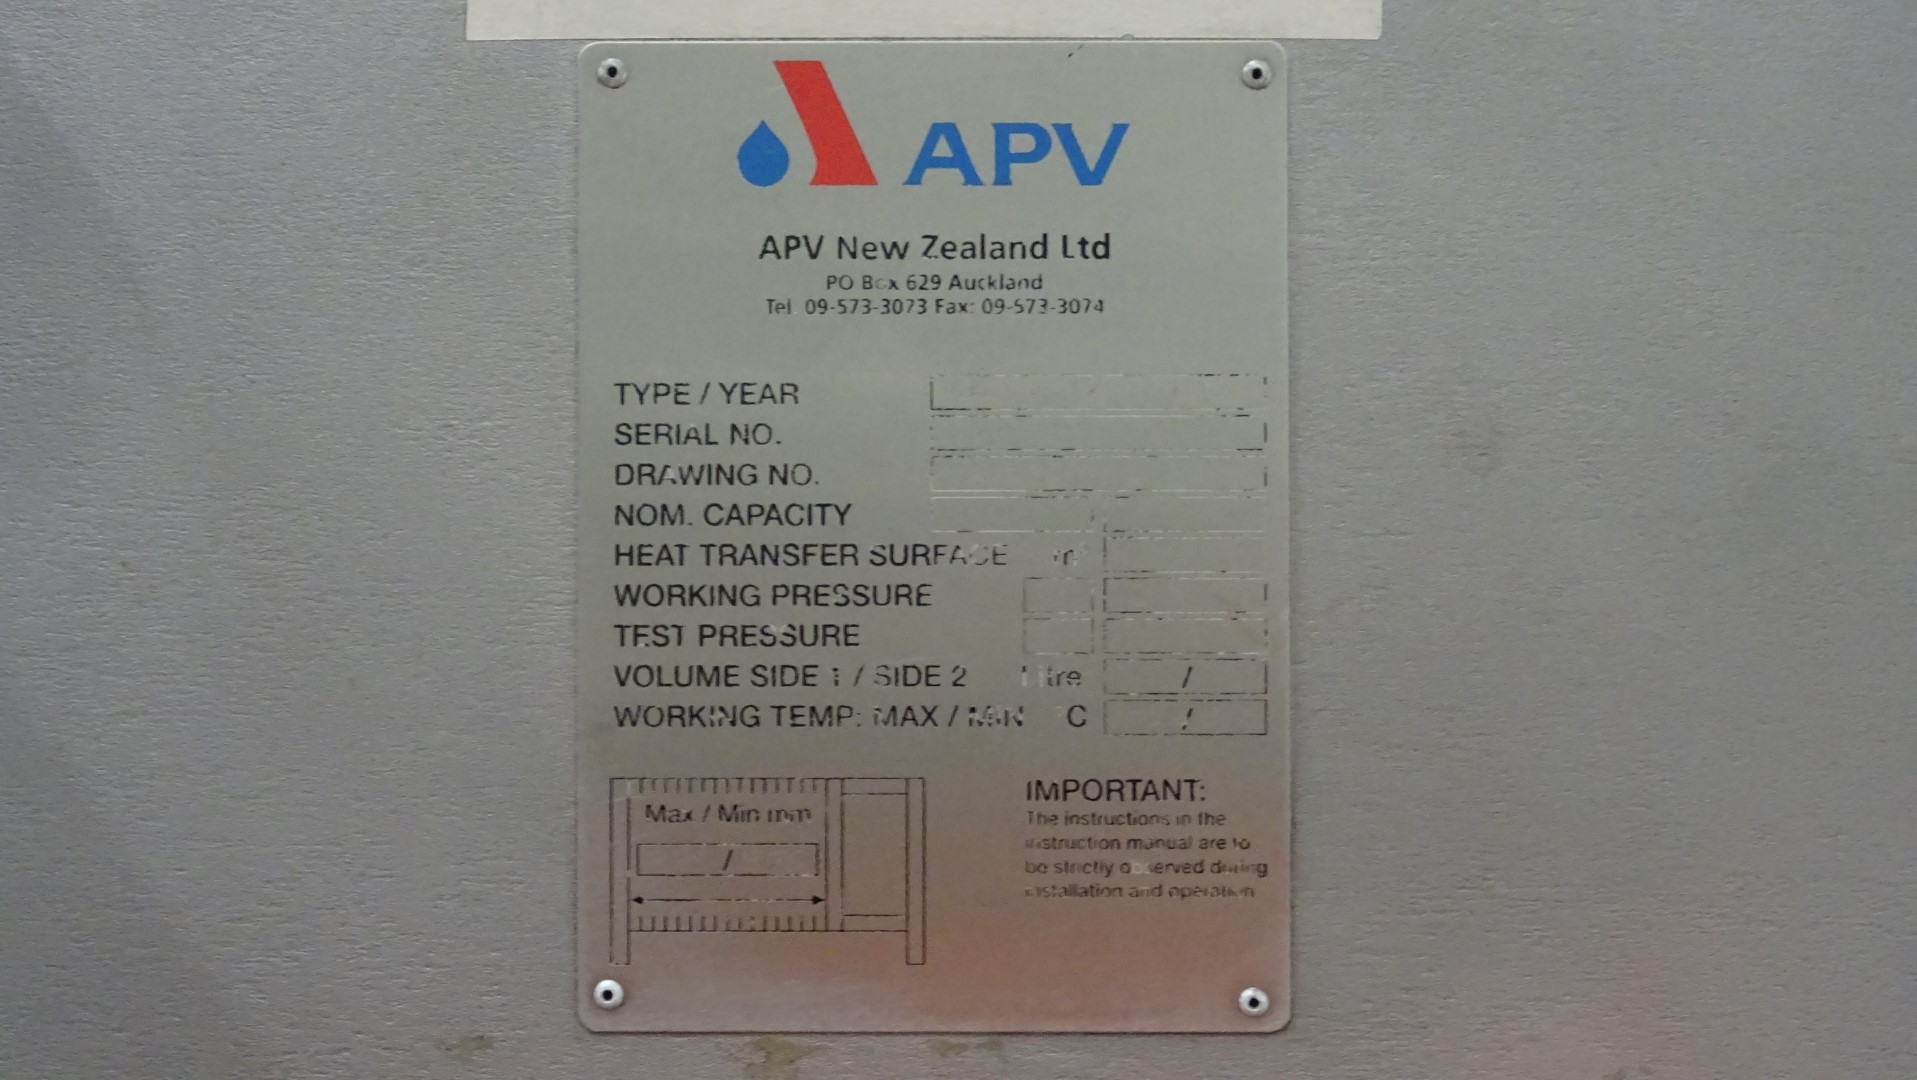 APV
APV New Zealand Ltd
PO Box 629 Auckland
Tel. 09-573-3073 Fax: 09-573-3074
TYPE / YEAR
SERIAL NO.
DRAWING NO.
NOM. CAPACITY
HEAT TRANSFER SURFACE m²
WORKING PRESSURE
TEST PRESSURE
VOLUME SIDE 1 / SIDE 2 Litre /
WORKING TEMP: MAX / MIN °C /
Max / Min mm
/
IMPORTANT:
The instructions in the
instruction manual are to
be strictly observed during
installation and operation